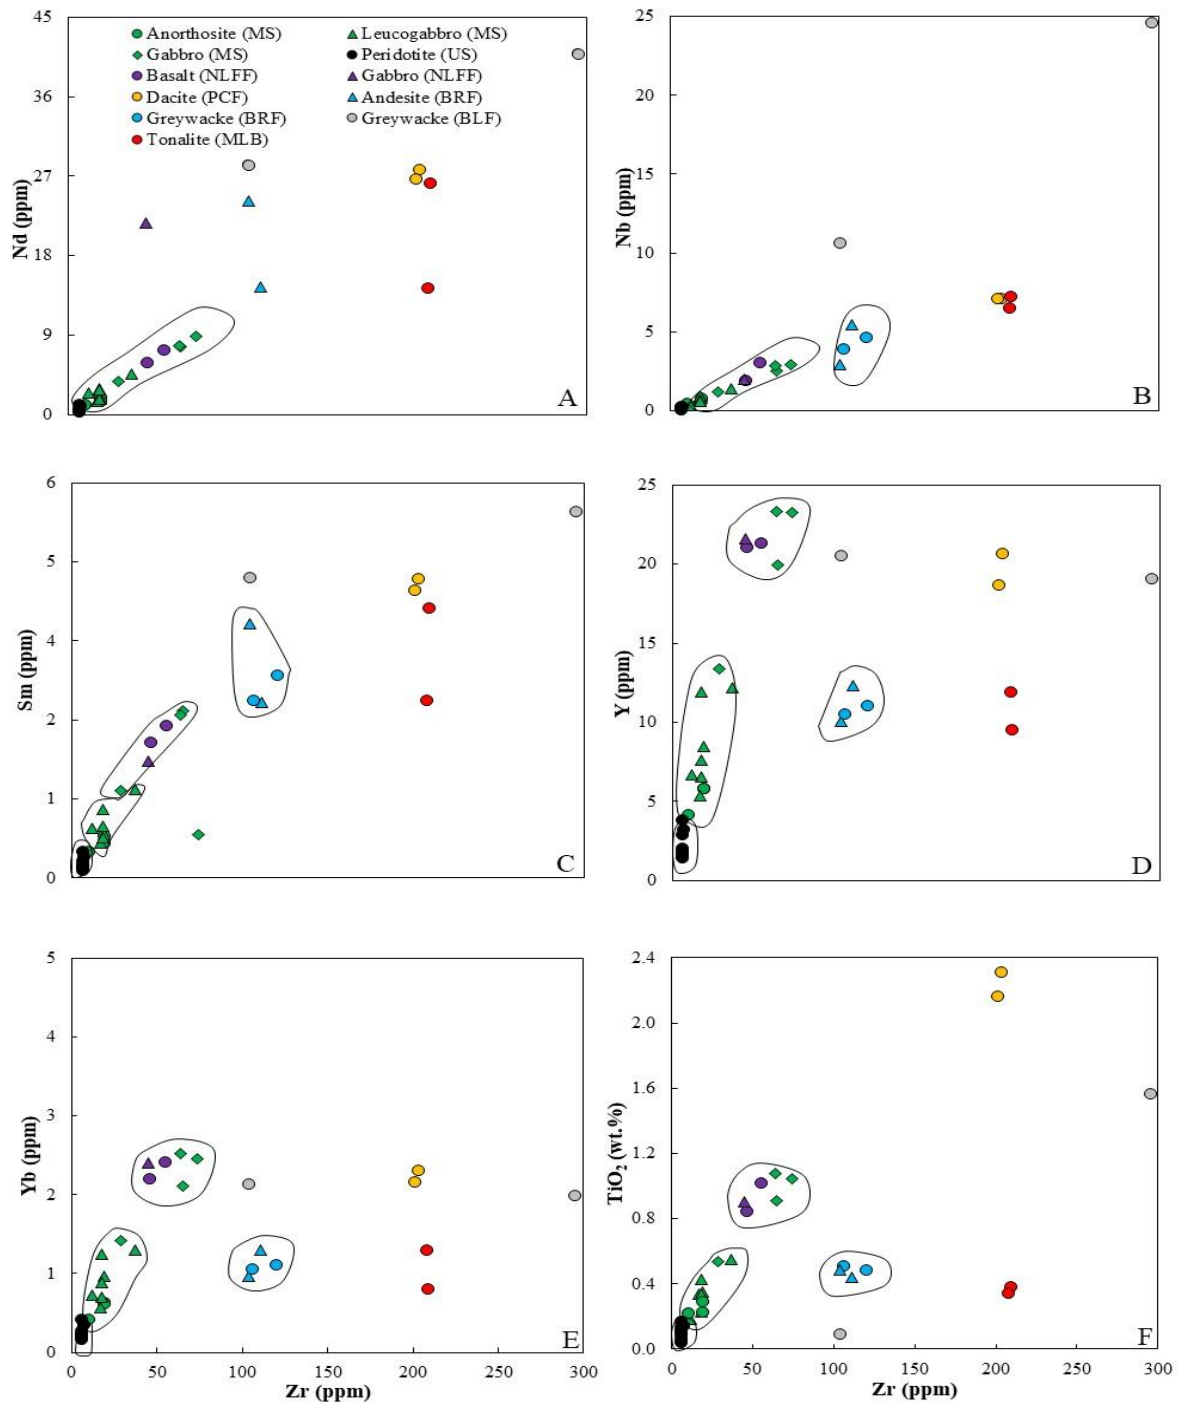 45
36
27
18
9
0
Nd (ppm)
Anorthosite (MS) Leucogabbro (MS)
Gabbro (MS) Peridotite (US)
Basalt (NLFF) Gabbro (NLFF)
Dacite (PCF) Andesite (BRF)
Greywacke (BRF) Greywacke (BLF)
Tonalite (MLB)
A
25
20
15
10
5
0
Nb (ppm)
B
6
5
4
2
1
0
Sm (ppm)
C
25
20
15
10
5
0
Y (ppm)
D
5
4
3
2
1
0
Yb (ppm)
E
0 50 100 150 200 250 300
Zr (ppm)
2.4
2.0
1.6
1.2
0.8
0.4
0.0
TiO₂ (wt.%)
F
0 50 100 150 200 250 300
Zr (ppm)